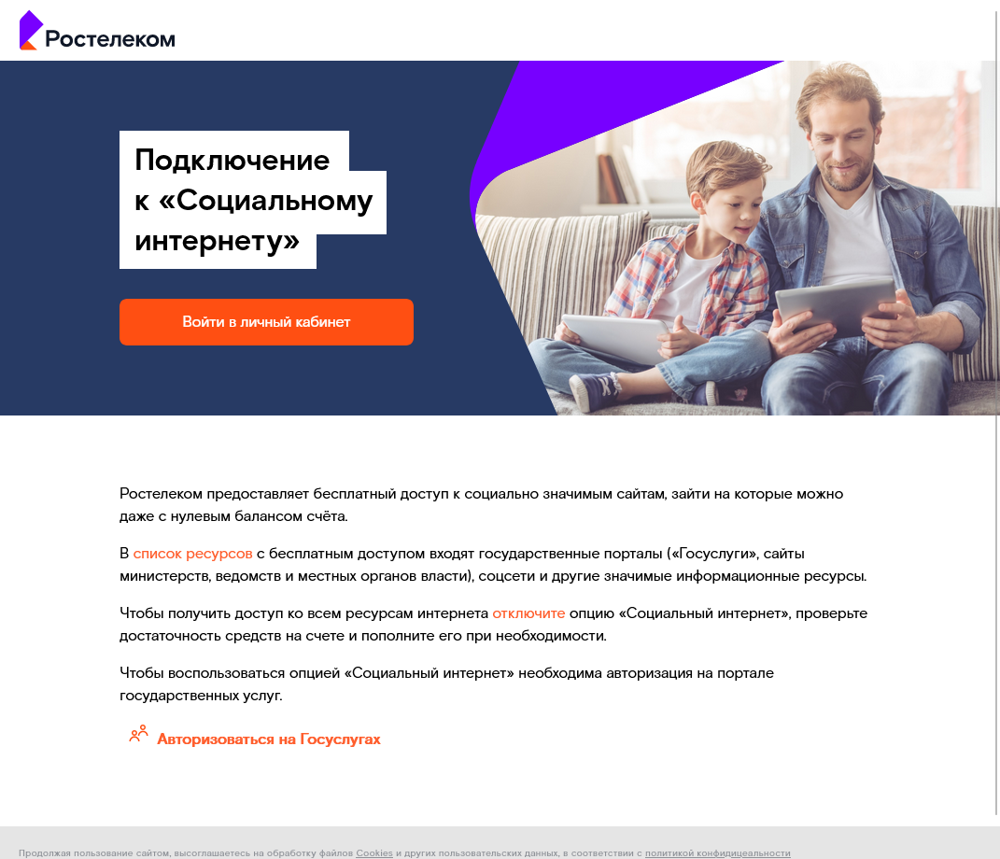 Ростелеком
Подключение
к «Социальному
интернету»
Войти в личный кабинет
Ростелеком предоставляет бесплатный доступ к социально значимым сайтам, зайти на которые можно
даже с нулевым балансом счёта.
В список ресурсов с бесплатным доступом входят государственные порталы («Госуслуги», сайты
министерств, ведомств и местных органов власти), соцсети и другие значимые информационные ресурсы.
Чтобы получить доступ ко всем ресурсам интернета отключите опцию «Социальный интернет», проверьте
достаточность средств на счете и пополните его при необходимости.
Чтобы воспользоваться опцией «Социальный интернет» необходима авторизация на портале
государственных услуг.
Авторизоваться на Госуслугах
Продолжая пользование сайтом, высоглашаетесь на обработку файлов Cookies и других пользовательских данных, в соответствии с политикой конфидицеальности